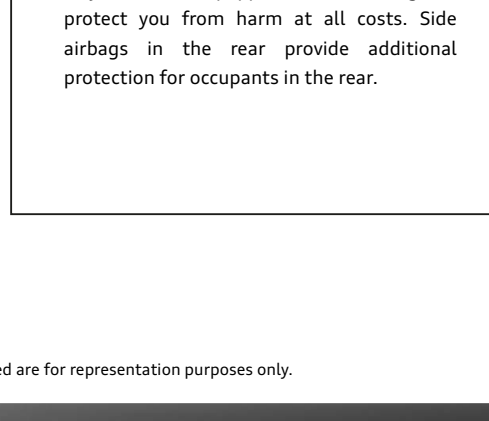 protect you from harm at all costs. Side
airbags in the rear provide additional
protection for occupants in the rear.
are for representation purposes only.